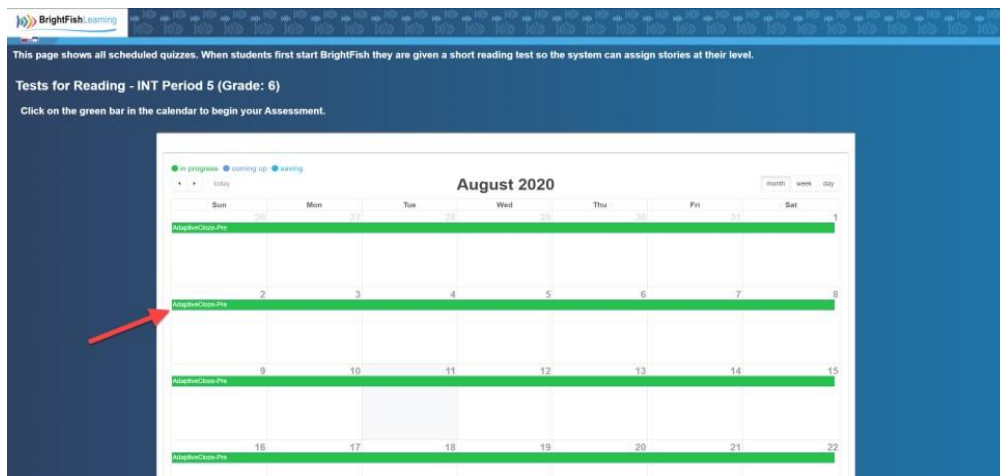 BrightFish Learning
This page shows all scheduled quizzes. When students first start BrightFish they are given a short reading test so the system can assign stories at their level.
Tests for Reading - INT Period 5 (Grade: 6)
Click on the green bar in the calendar to begin your Assessment.
in progress coming up saving
today August 2020 month week day
Sun Mon Tue Wed Thu Fri Sat
26 27 28 29 30 31 1
AdaptiveCloze-Pre
2 3 4 5 6 7 8
AdaptiveCloze-Pre
9 10 11 12 13 14 15
AdaptiveCloze-Pre
16 17 18 19 20 21 22
AdaptiveCloze-Pre